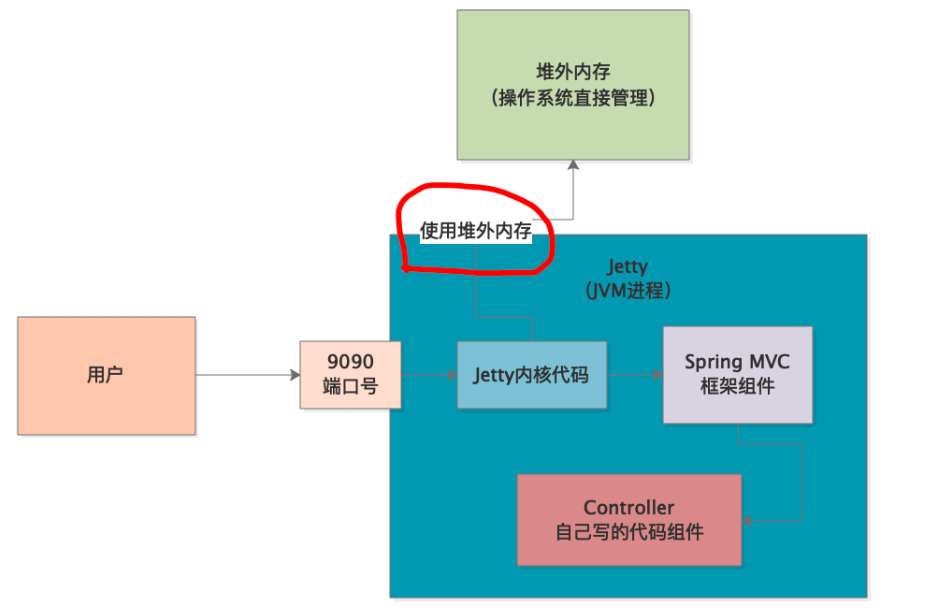 堆外内存
（操作系统直接管理）
使用堆外内存
Jetty
（JVM进程）
用户
9090
端口号
Jetty内核代码
Spring MVC
框架组件
Controller
自己写的代码组件